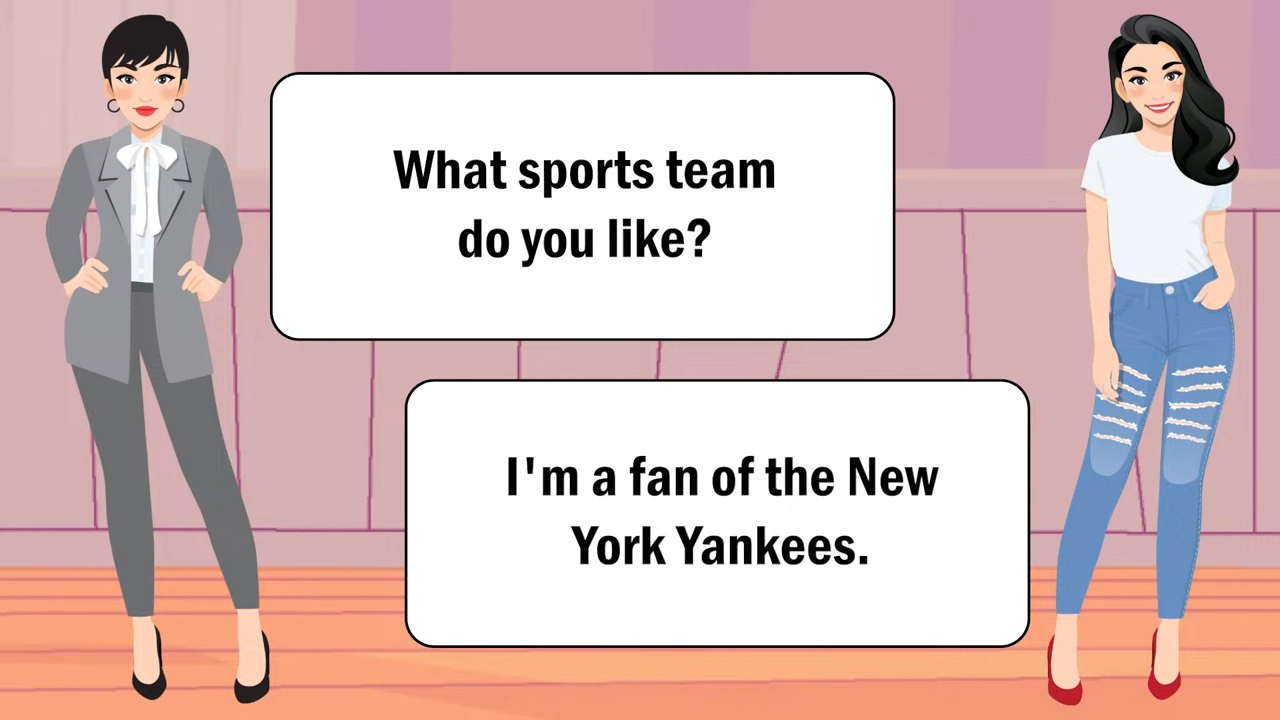 What sports team
do you like?
I'm a fan of the New
York Yankees.